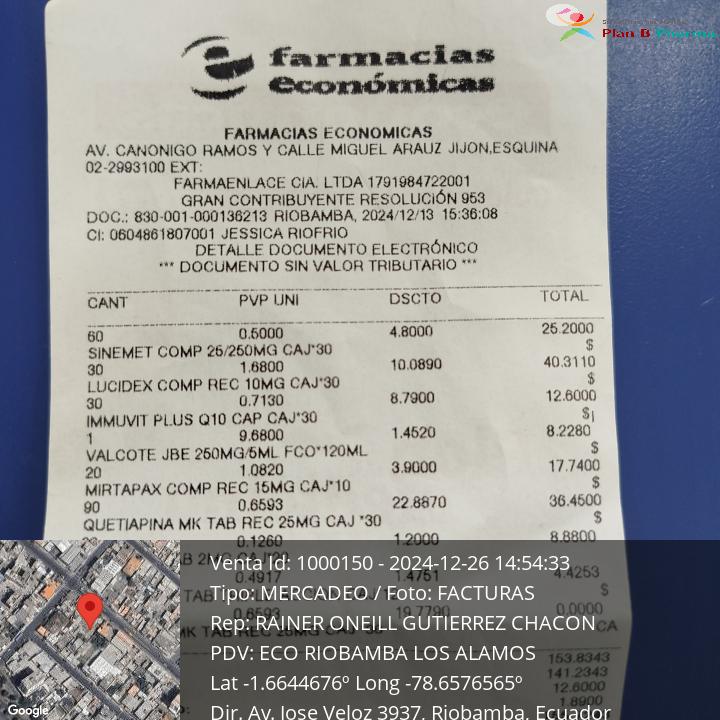 Plan B Pharma
farmacias
económicas
FARMACIAS ECONOMICAS
AV. CANONIGO RAMOS Y CALLE MIGUEL ARAUZ JIJON,ESQUINA
02-2993100 EXT:
FARMAENLACE CIA. LTDA 1791984722001
GRAN CONTRIBUYENTE RESOLUCIÓN 953
DOC.: 830-001-000136213 RIOBAMBA, 2024/12/13 15:36:08
CI: 0604861807001 JESSICA RIOFRIO
DETALLE DOCUMENTO ELECTRÓNICO
*** DOCUMENTO SIN VALOR TRIBUTARIO ***
CANT PVP UNI DSCTO TOTAL
60 0.5000 4.8000 25.2000
SINEMET COMP 25/250MG CAJ*30 $
30 1.6800 10.0890 40.3110
LUCIDEX COMP REC 10MG CAJ*30 $
30 0.7130 8.7900 12.6000
IMMUVIT PLUS Q10 CAP CAJ*30 $
1 9.6800 1.4520 8.2280
VALCOTE JBE 250MG/5ML FCO*120ML $
20 1.0820 3.9000 17.7400
MIRTAPAX COMP REC 15MG CAJ*10 $
90 0.6593 22.8870 36.4500
QUETIAPINA MK TAB REC 25MG CAJ *30 $
0.1260 1.2000 8.8800
0.4917 1.4751 4.4253
$
0.6593 19.7790 0.0000
MK TAB REC 25MG CAJ *30 CA
153.8343
141.2343
12.6000
1.8900
Venta Id: 1000150 - 2024-12-26 14:54:33
Tipo: MERCADEO / Foto: FACTURAS
Rep: RAINER ONEILL GUTIERREZ CHACON
PDV: ECO RIOBAMBA LOS ALAMOS
Lat -1.6644676º Long -78.6576565º
Dir. Av. Jose Veloz 3937, Riobamba, Ecuador
Google